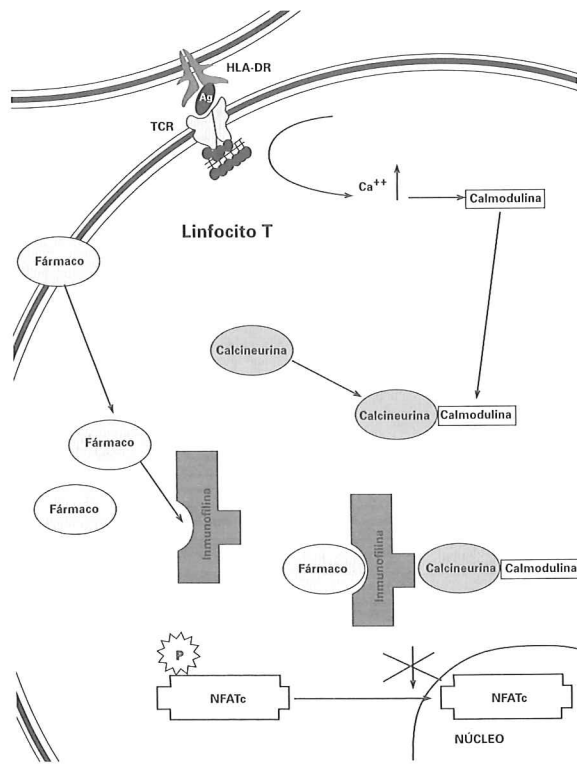 HLA-DR
Ag
TCR
Ca++
Calmodulina
Linfocito T
Fármaco
Calcineurina
Calcineurina
Calmodulina
Fármaco
Fármaco
Inmunofilina
Fármaco
Inmunofilina
Calcineurina
Calmodulina
P
NFATc
NFATc
NÚCLEO